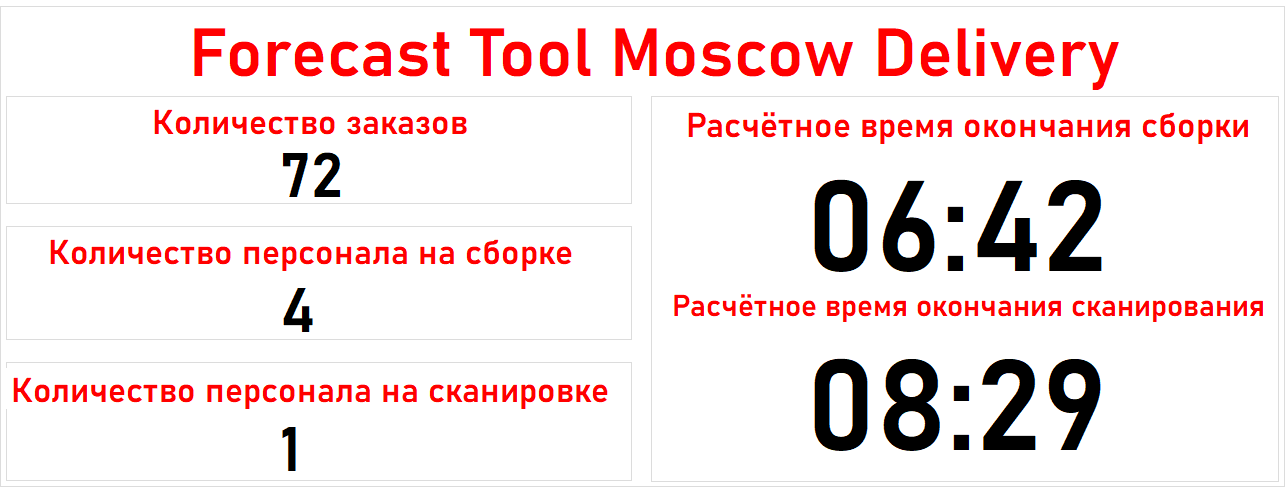 Forecast Tool Moscow Delivery
Количество заказов
72
Количество персонала на сборке
4
Количество персонала на сканировке
1
Расчётное время окончания сборки
06:42
Расчётное время окончания сканирования
08:29